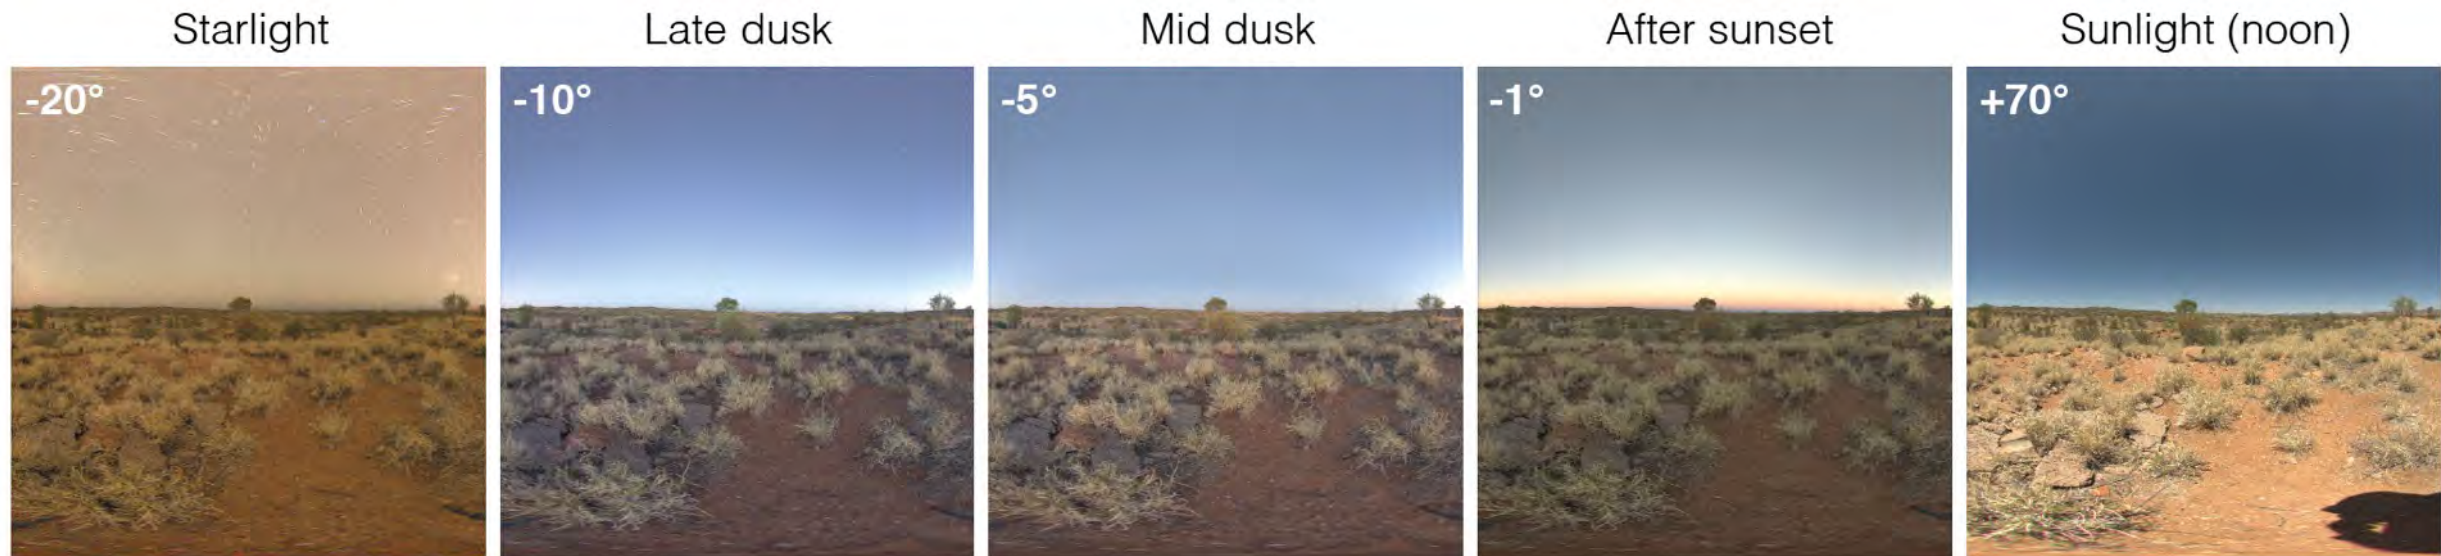 Starlight
Late dusk
Mid dusk
After sunset
Sunlight (noon)
-20°
-10°
-5°
-1°
+70°